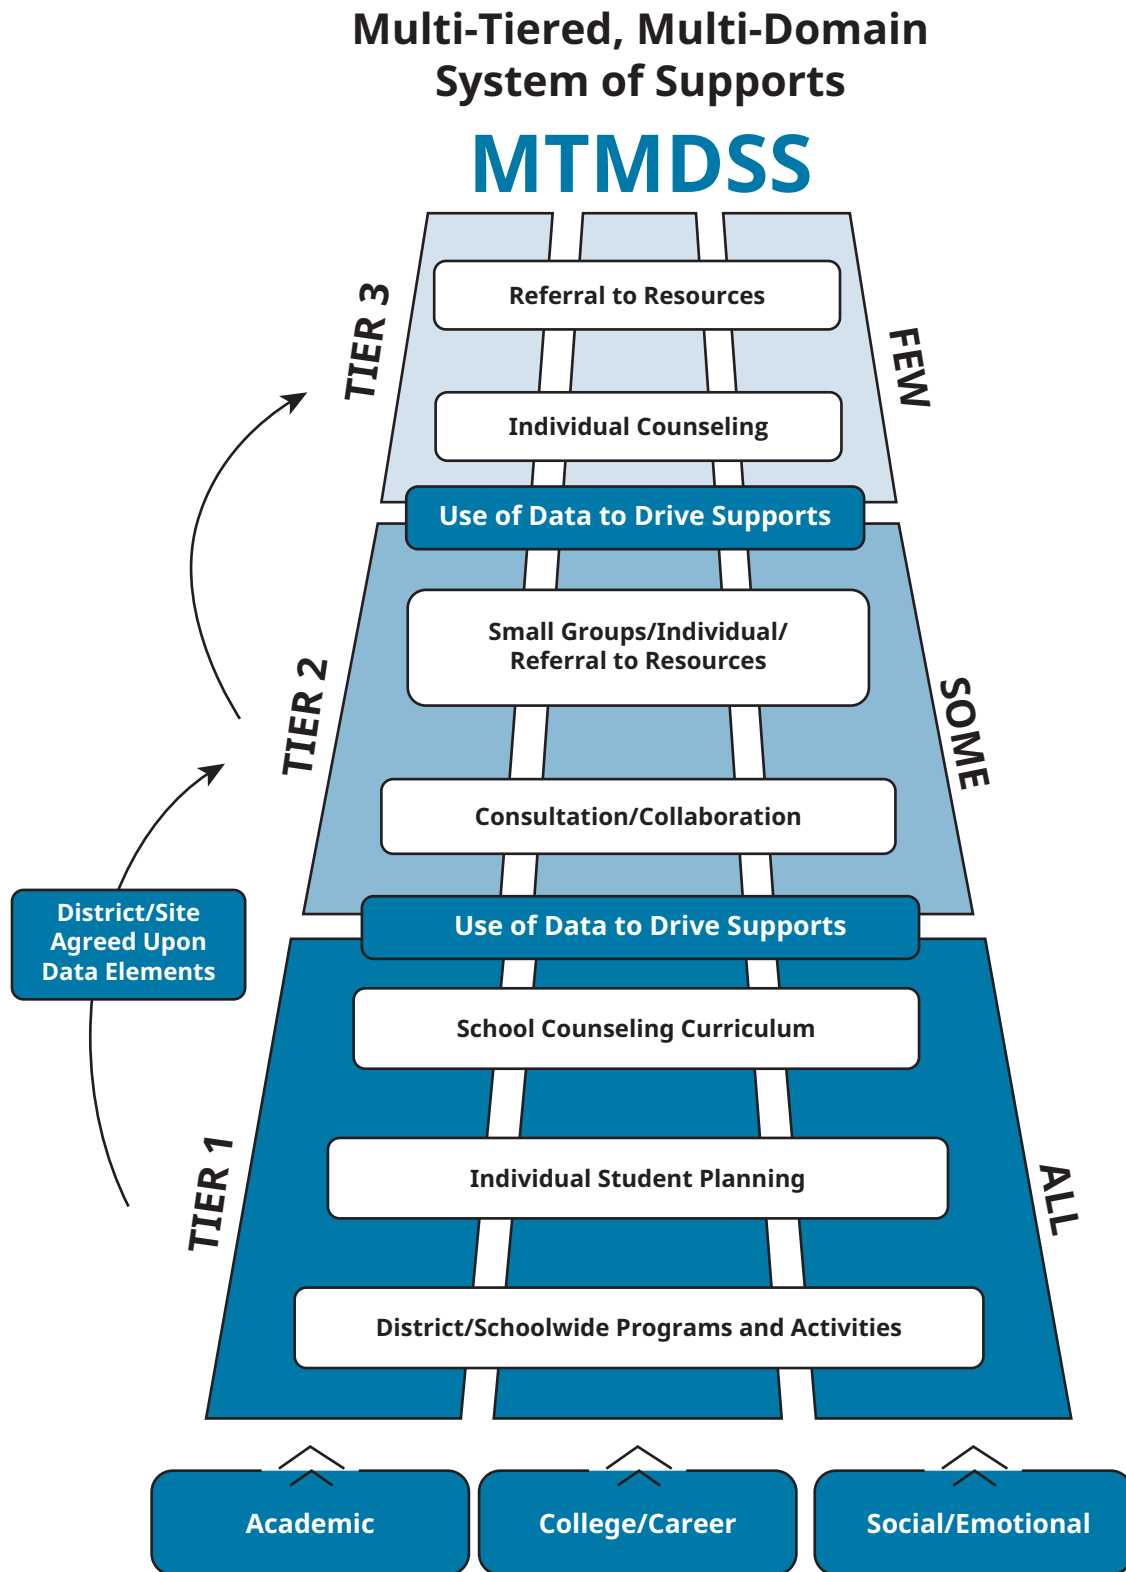 Multi-Tiered, Multi-Domain
System of Supports
MTMDSS
TIER 3
FEW
Referral to Resources
Individual Counseling
Use of Data to Drive Supports
TIER 2
SOME
Small Groups/Individual/
Referral to Resources
Consultation/Collaboration
Use of Data to Drive Supports
District/Site
Agreed Upon
Data Elements
TIER 1
ALL
School Counseling Curriculum
Individual Student Planning
District/Schoolwide Programs and Activities
Academic
College/Career
Social/Emotional